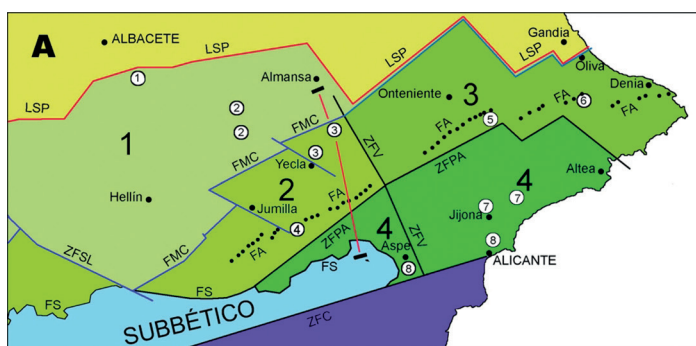 A
ALBACETE
Gandia
LSP
LSP
LSP
1
Oliva
Almansa
Denia
LSP
2
Onteniente
3
FA
6
FA
2
FMC
3
FA
5
1
ZFV
FMC
3
Yecla
ZFPA
Altea
Hellín
2
FA
4
Jumilla
7
7
4
Jijona
FMC
FA
ZFPA
4
ZFV
ZFSL
Aspe
8
FS
8
ALICANTE
FS
SUBBÉTICO
ZFC